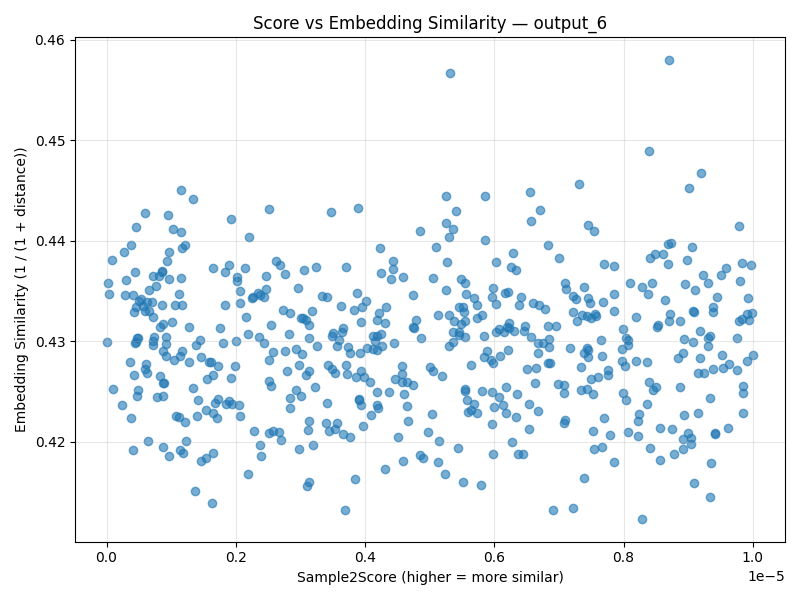 Score vs Embedding Similarity — output_6
Embedding Similarity (1 / (1 + distance))
0.46
0.45
0.44
0.43
0.42
0.0
0.2
0.4
0.6
0.8
1.0
1e−5
Sample2Score (higher = more similar)